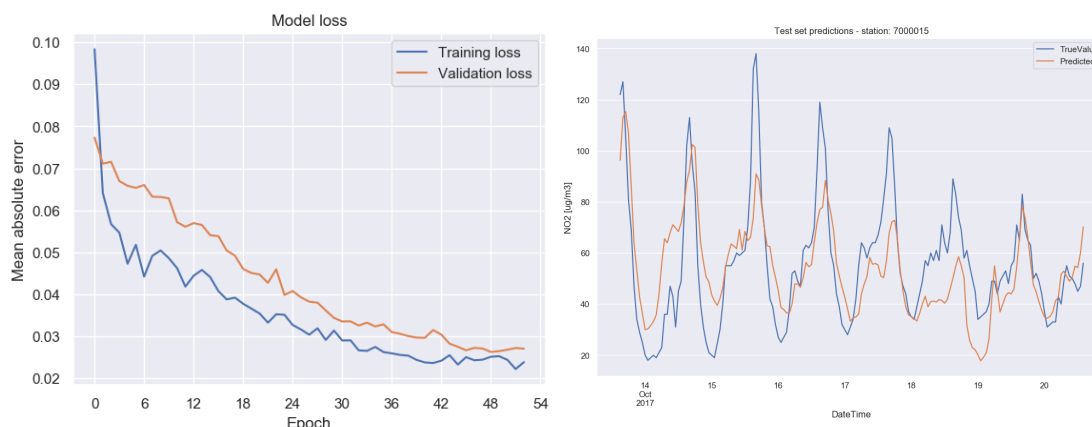 Model loss
Training loss
Validation loss
Mean absolute error
0.10
0.09
0.08
0.07
0.06
0.05
0.04
0.03
0.02
0 6 12 18 24 30 36 42 48 54
Epoch
Test set predictions - station: 7000015
TrueValu
Predicted
NO2 [ug/m3]
140
120
100
80
60
40
20
14 15 16 17 18 19 20
Oct
2017
DateTime